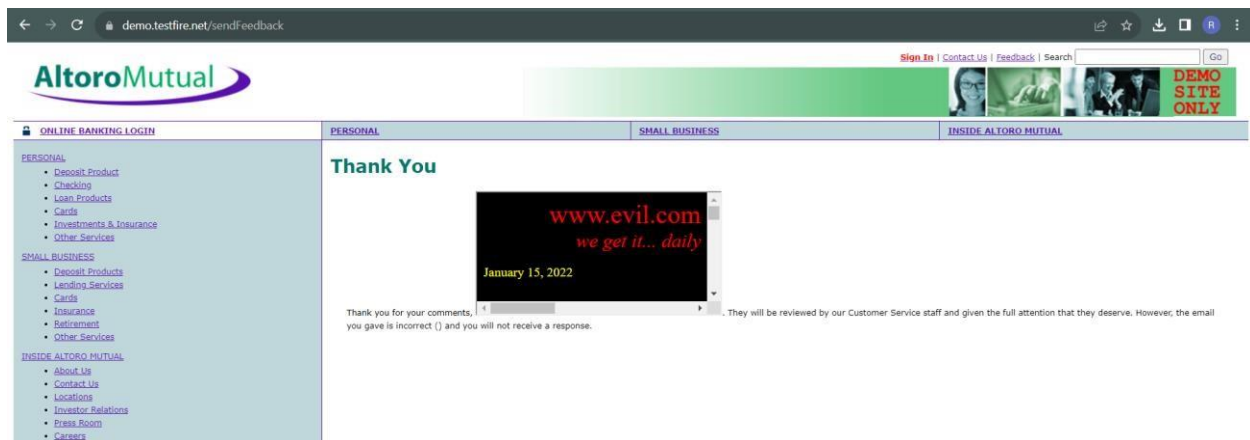 demo.testfire.net/sendFeedback
R
Sign In | Contact Us | Feedback | Search
Go
AltoroMutual
DEMO
SITE
ONLY
ONLINE BANKING LOGIN
PERSONAL
SMALL BUSINESS
INSIDE ALTORO MUTUAL
PERSONAL
• Deposit Product
• Checking
• Loan Products
• Cards
• Investments & Insurance
• Other Services
SMALL BUSINESS
• Deposit Products
• Lending Services
• Cards
• Insurance
• Retirement
• Other Services
INSIDE ALTORO MUTUAL
• About Us
• Contact Us
• Locations
• Investor Relations
• Press Room
• Careers
Thank You
www.evil.com
we get it... daily
January 15, 2022
Thank you for your comments, . They will be reviewed by our Customer Service staff and given the full attention that they deserve. However, the email
you gave is incorrect () and you will not receive a response.